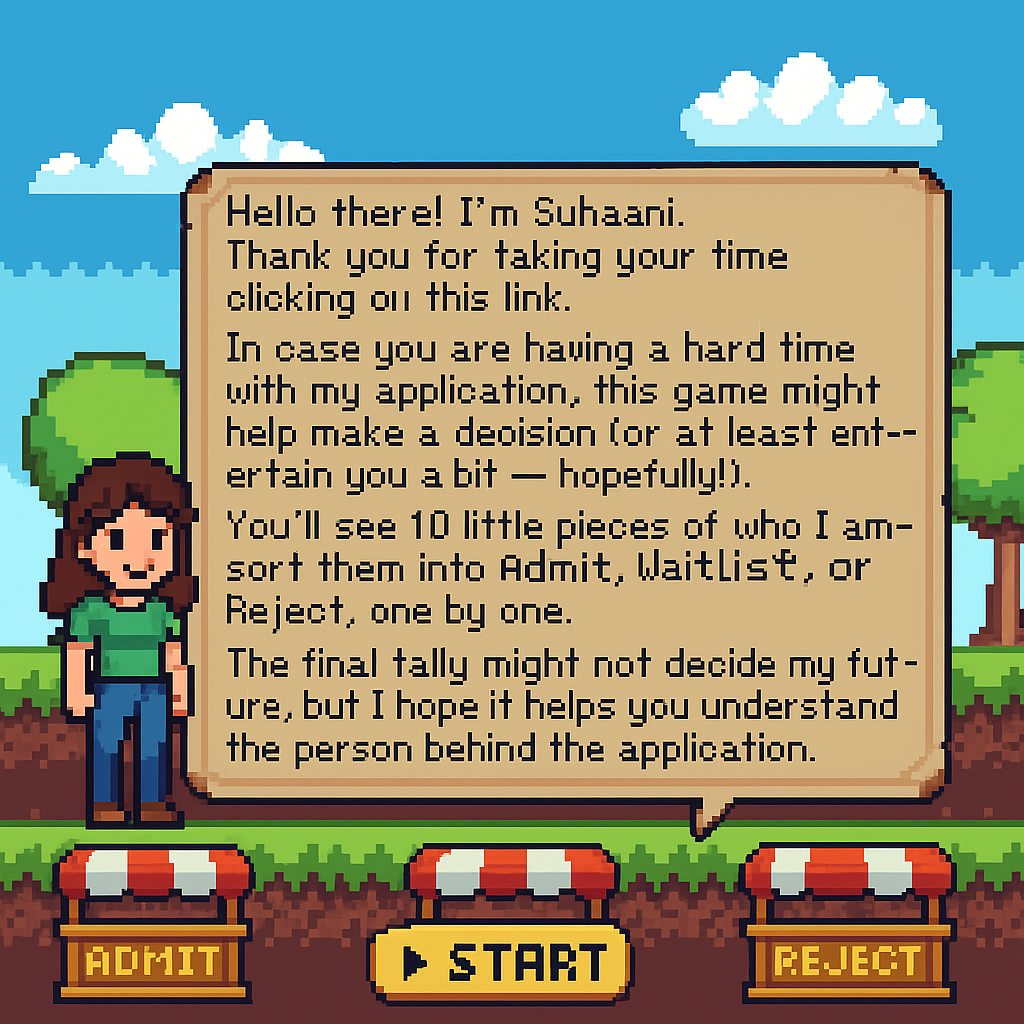 Hello there! I'm Suhaani.
Thank you for taking your time
clicking on this link.
In case you are having a hard time
with my application, this game might
help make a deoision (or at least ent--
ertain you a bit — hopefully!).
You'll see 10 little pieces of who I am-
sort them into Admit, Waitlist, or
Reject, one by one.
The final tally might not decide my fut-
ure, but I hope it helps you understand
the person behind the application.
ADMIT
START
REJECT